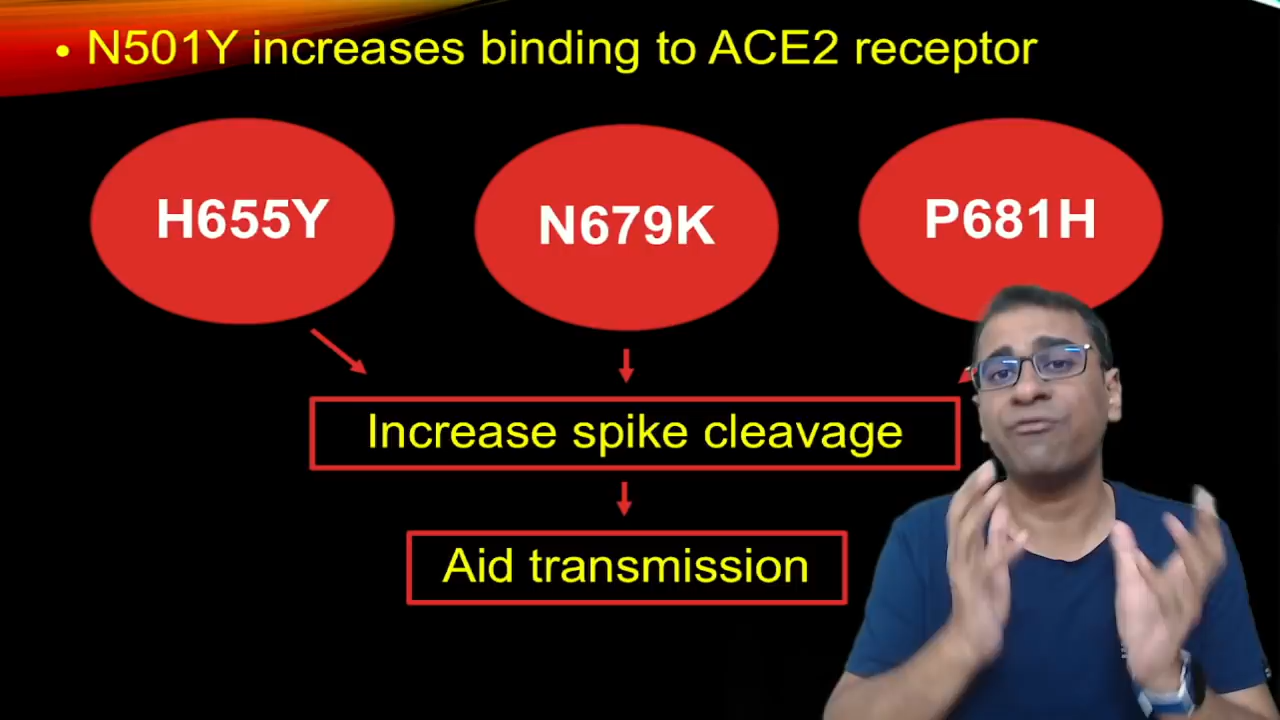 • N501Y increases binding to ACE2 receptor
H655Y
N679K
P681H
Increase spike cleavage
Aid transmission